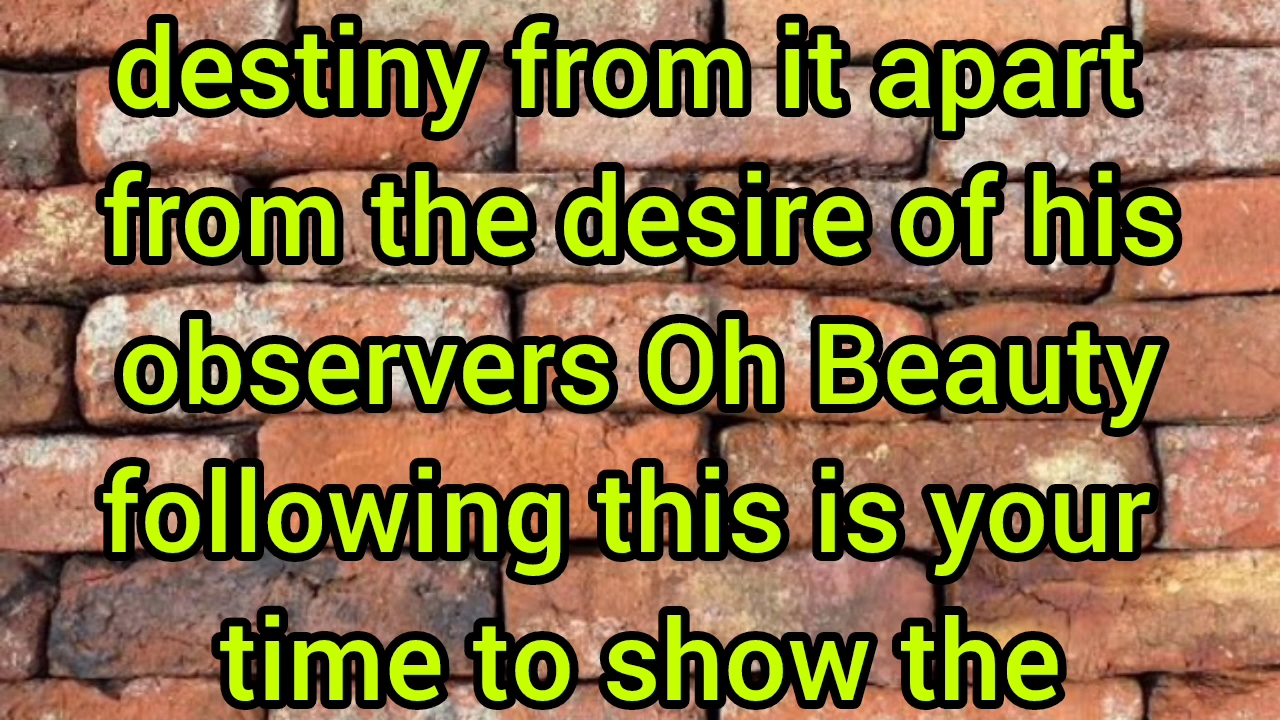 destiny from it apart
from the desire of his
observers Oh Beauty
following this is your
time to show the